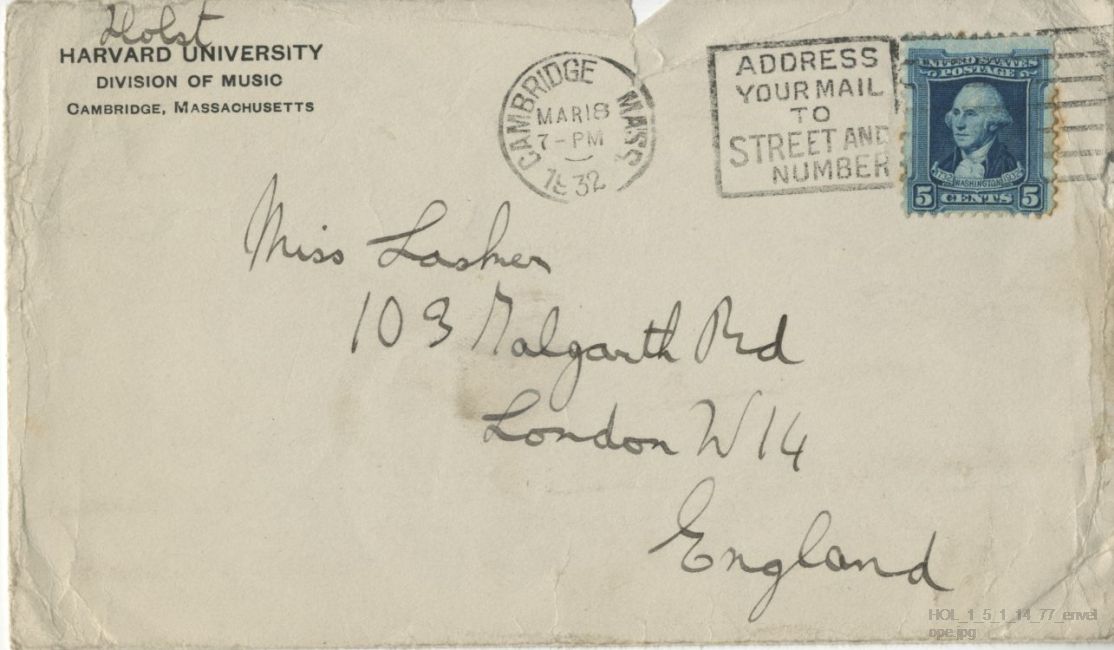 Holst
HARVARD UNIVERSITY
DIVISION OF MUSIC
CAMBRIDGE, MASSACHUSETTS
CAMBRIDGE MASS.
MAR 18
7-PM
1932
ADDRESS
YOUR MAIL
TO
STREET AND
NUMBER
UNITED STATES
POSTAGE
1732 WASHINGTON 1932
5 CENTS 5
Miss Lasker
103 Talgarth Rd
London W14
England
HOL_1_5_1_14_77_envel
ope.jpg